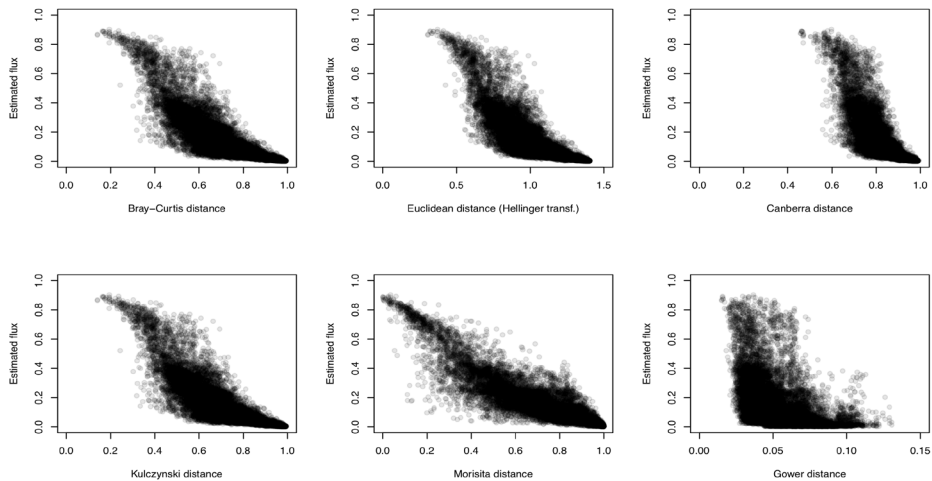 1.0
0.8
0.6
0.4
0.2
0.0
Estimated flux
0.0 0.2 0.4 0.6 0.8 1.0
Bray−Curtis distance
1.0
0.8
0.6
0.4
0.2
0.0
Estimated flux
0.0 0.5 1.0 1.5
Euclidean distance (Hellinger transf.)
1.0
0.8
0.6
0.4
0.2
0.0
Estimated flux
0.0 0.2 0.4 0.6 0.8 1.0
Canberra distance
1.0
0.8
0.6
0.4
0.2
0.0
Estimated flux
0.0 0.2 0.4 0.6 0.8 1.0
Kulczynski distance
1.0
0.8
0.6
0.4
0.2
0.0
Estimated flux
0.0 0.2 0.4 0.6 0.8 1.0
Morisita distance
1.0
0.8
0.6
0.4
0.2
0.0
Estimated flux
0.00 0.05 0.10 0.15
Gower distance